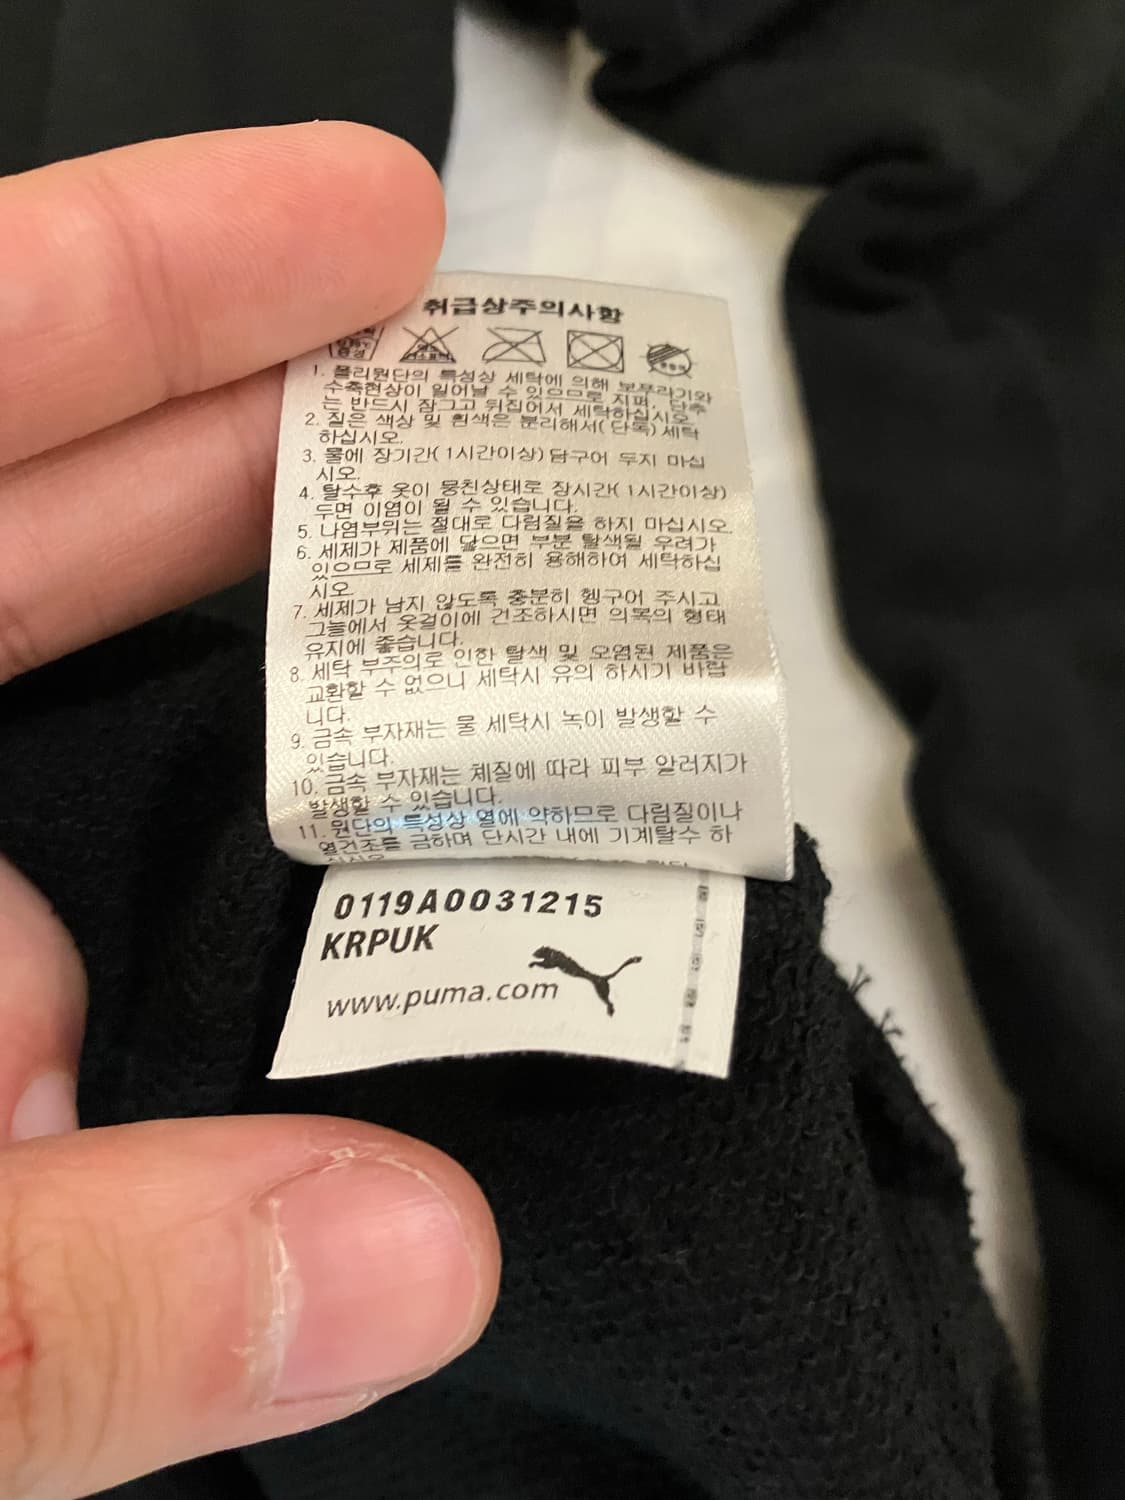 취급상주의사항
1. 폴리원단의 특성상 세탁에 의해 보푸라기와
수축현상이 일어날 수 있으므로 지퍼, 단추
는 반드시 잠그고 뒤집어서 세탁하십시오.
2. 짙은 색상 및 흰색은 분리해서(단독)세탁
하십시오.
3. 물에 장기간(1시간이상)담구어 두지 마십
시오.
4. 탈수후 옷이 뭉친상태로 장시간(1시간이상)
두면 이염이 될 수 있습니다.
5. 나염부위는 절대로 다림질을 하지 마십시오.
6. 세제가 제품에 닿으면 부분 탈색될 우려가
있으므로 세제를 완전히 용해하여 세탁하십
시오.
7. 세제가 남지 않도록 충분히 헹구어 주시고
그늘에서 옷걸이에 건조하시면 의복의 형태
유지에 좋습니다.
8. 세탁 부주의로 인한 탈색 및 오염된 제품은
교환할 수 없으니 세탁시 유의 하시기 바랍
니다.
9. 금속 부자재는 물 세탁시 녹이 발생할 수
있습니다.
10. 금속 부자재는 체질에 따라 피부 알러지가
발생할 수 있습니다.
11. 원단의 특성상 열에 약하므로 다림질이나
열건조를 금하며 단시간 내에 기계탈수 하
십시오.
0119A0031215
KRPUK
www.puma.com